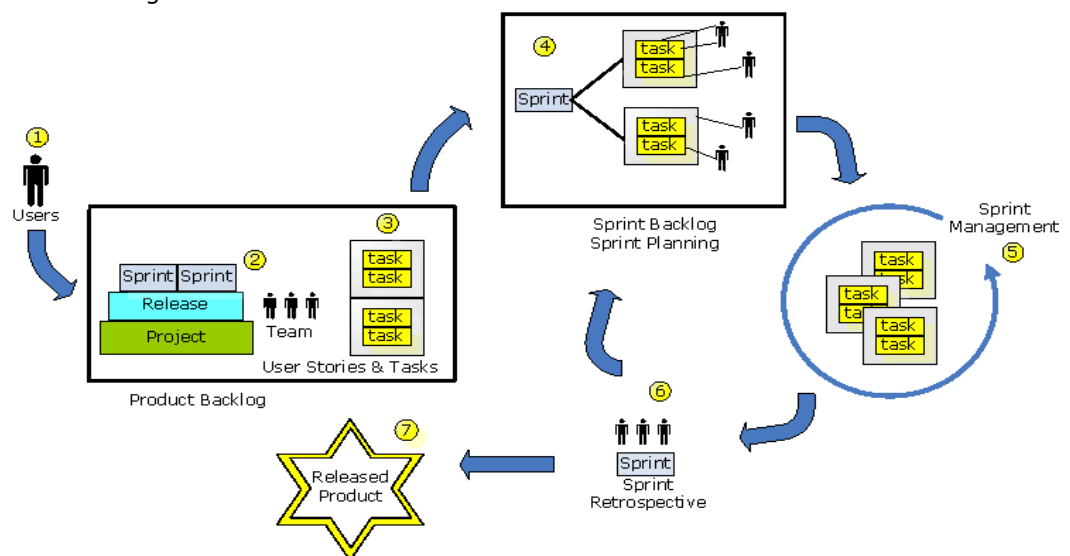 1
Users
2
Sprint Sprint
Release
Project
Team
3
task
task
task
task
User Stories & Tasks
Product Backlog
4
Sprint
task
task
task
task
Sprint Backlog
Sprint Planning
Sprint
Management
5
task
task
task
task
task
task
6
Sprint
Sprint
Retrospective
7
Released
Product